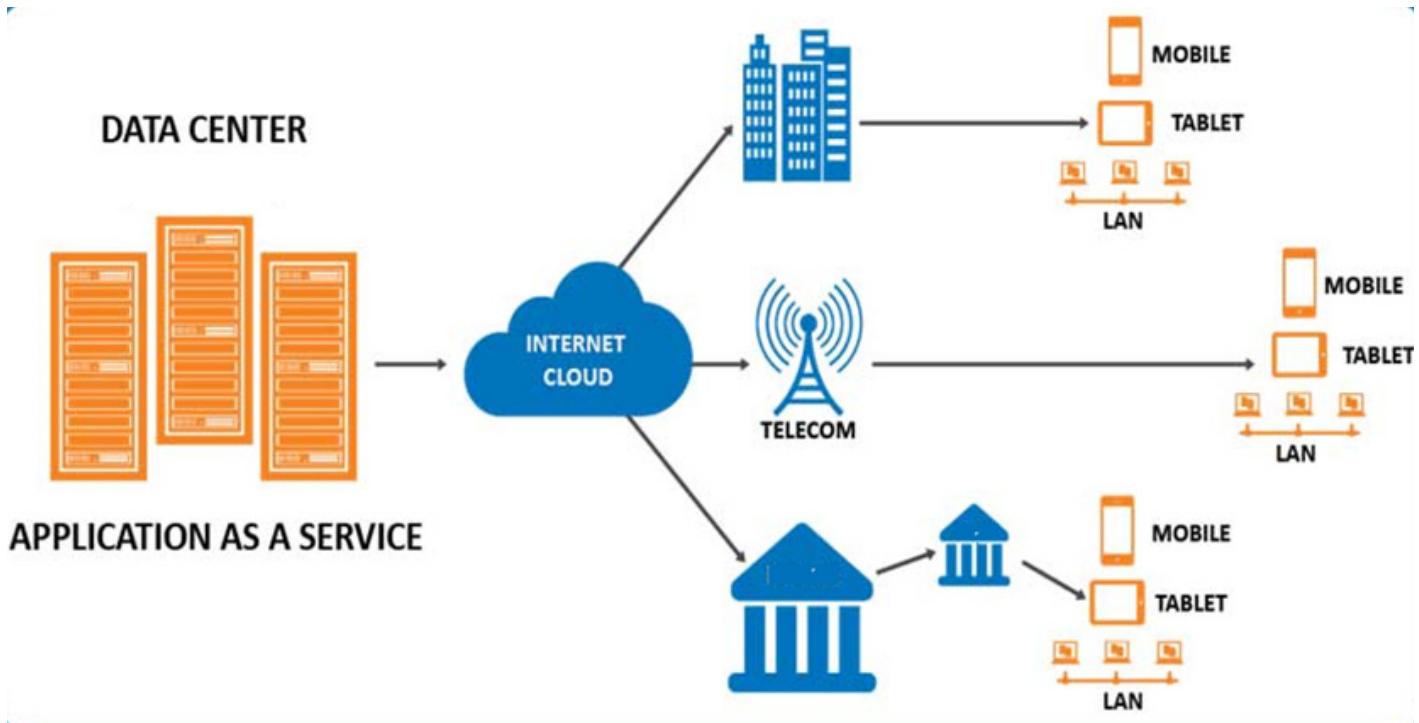 DATA CENTER
APPLICATION AS A SERVICE
INTERNET
CLOUD
MOBILE
TABLET
LAN
TELECOM
MOBILE
TABLET
LAN
MOBILE
TABLET
LAN